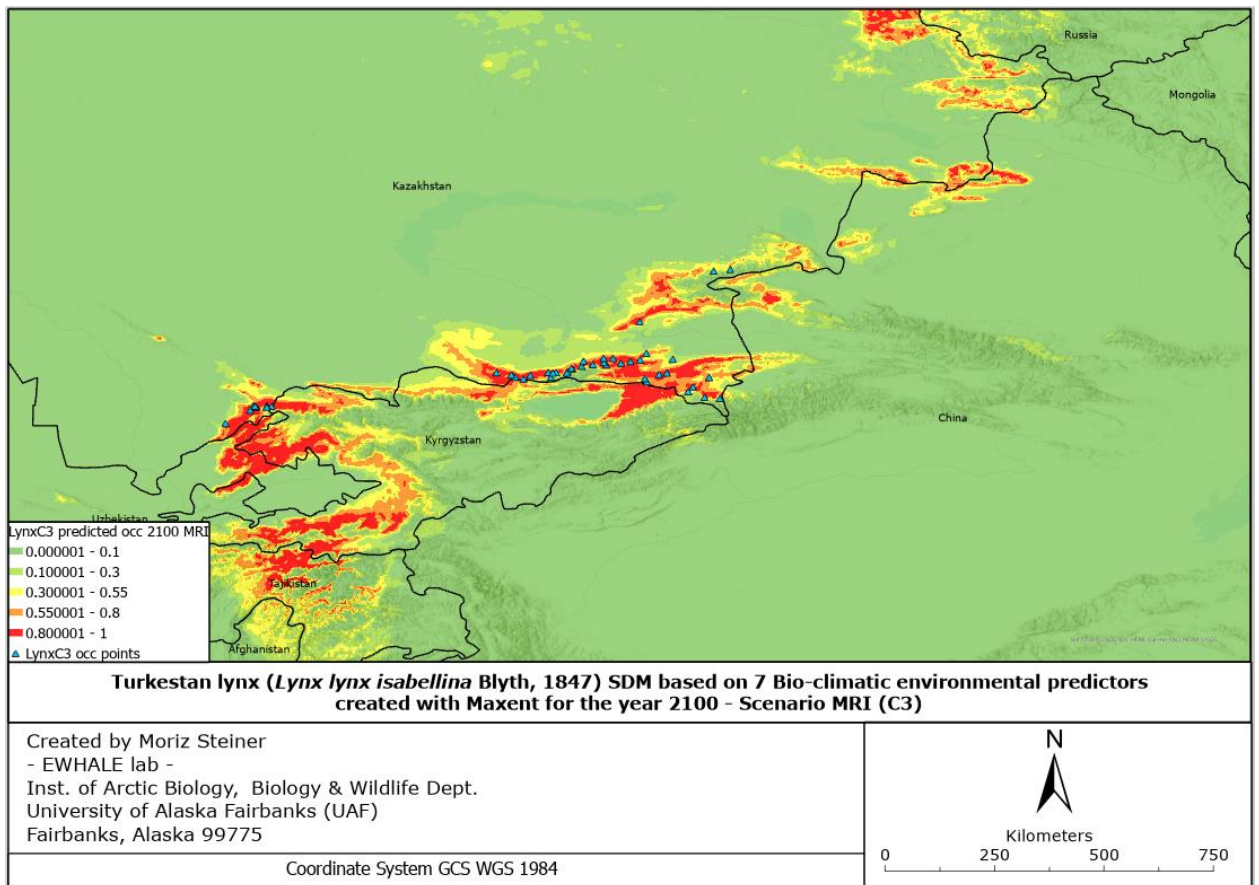 Russia
Mongolia
Kazakhstan
China
Kyrgyzstan
Uzbekistan
LynxC3 predicted occ 2100 MRI
0.000001 - 0.1
0.100001 - 0.3
0.300001 - 0.55
0.550001 - 0.8
0.800001 - 1
LynxC3 occ points
Tajikistan
Afghanistan
Turkestan lynx (Lynx lynx isabellina Blyth, 1847) SDM based on 7 Bio-climatic environmental predictors
created with Maxent for the year 2100 - Scenario MRI (C3)
Created by Moriz Steiner
- EWHALE lab -
Inst. of Arctic Biology, Biology & Wildlife Dept.
University of Alaska Fairbanks (UAF)
Fairbanks, Alaska 99775
Coordinate System GCS WGS 1984
N
Kilometers
0 250 500 750